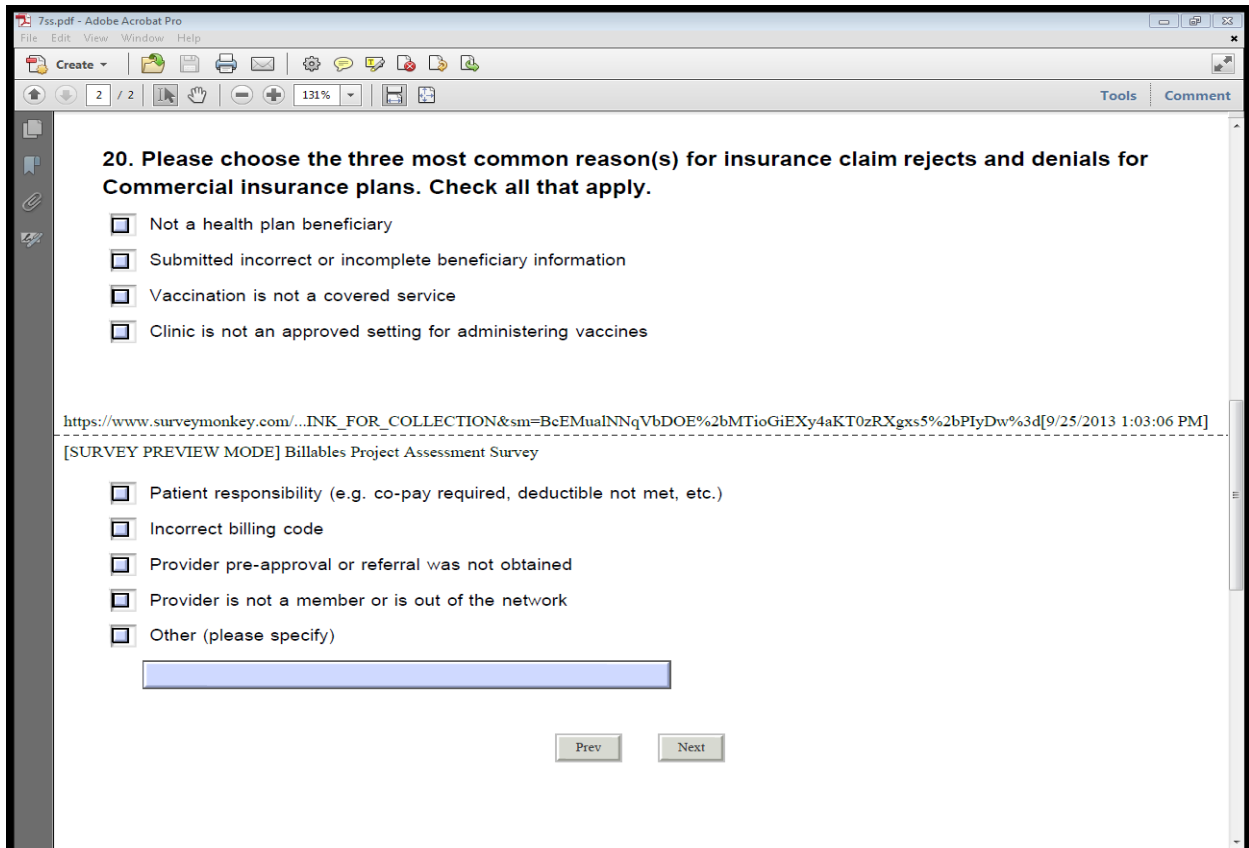 7ss.pdf - Adobe Acrobat Pro
File Edit View Window Help
Create
2 / 2
131%
Tools
Comment
20. Please choose the three most common reason(s) for insurance claim rejects and denials for
Commercial insurance plans. Check all that apply.
Not a health plan beneficiary
Submitted incorrect or incomplete beneficiary information
Vaccination is not a covered service
Clinic is not an approved setting for administering vaccines
https://www.surveymonkey.com/...INK_FOR_COLLECTION&sm=BcEMualNNqVbDOE%2bMTioGiEXy4aKT0zRXgxs5%2bPIyDw%3d[9/25/2013 1:03:06 PM]
[SURVEY PREVIEW MODE] Billables Project Assessment Survey
Patient responsibility (e.g. co-pay required, deductible not met, etc.)
Incorrect billing code
Provider pre-approval or referral was not obtained
Provider is not a member or is out of the network
Other (please specify)
Prev
Next